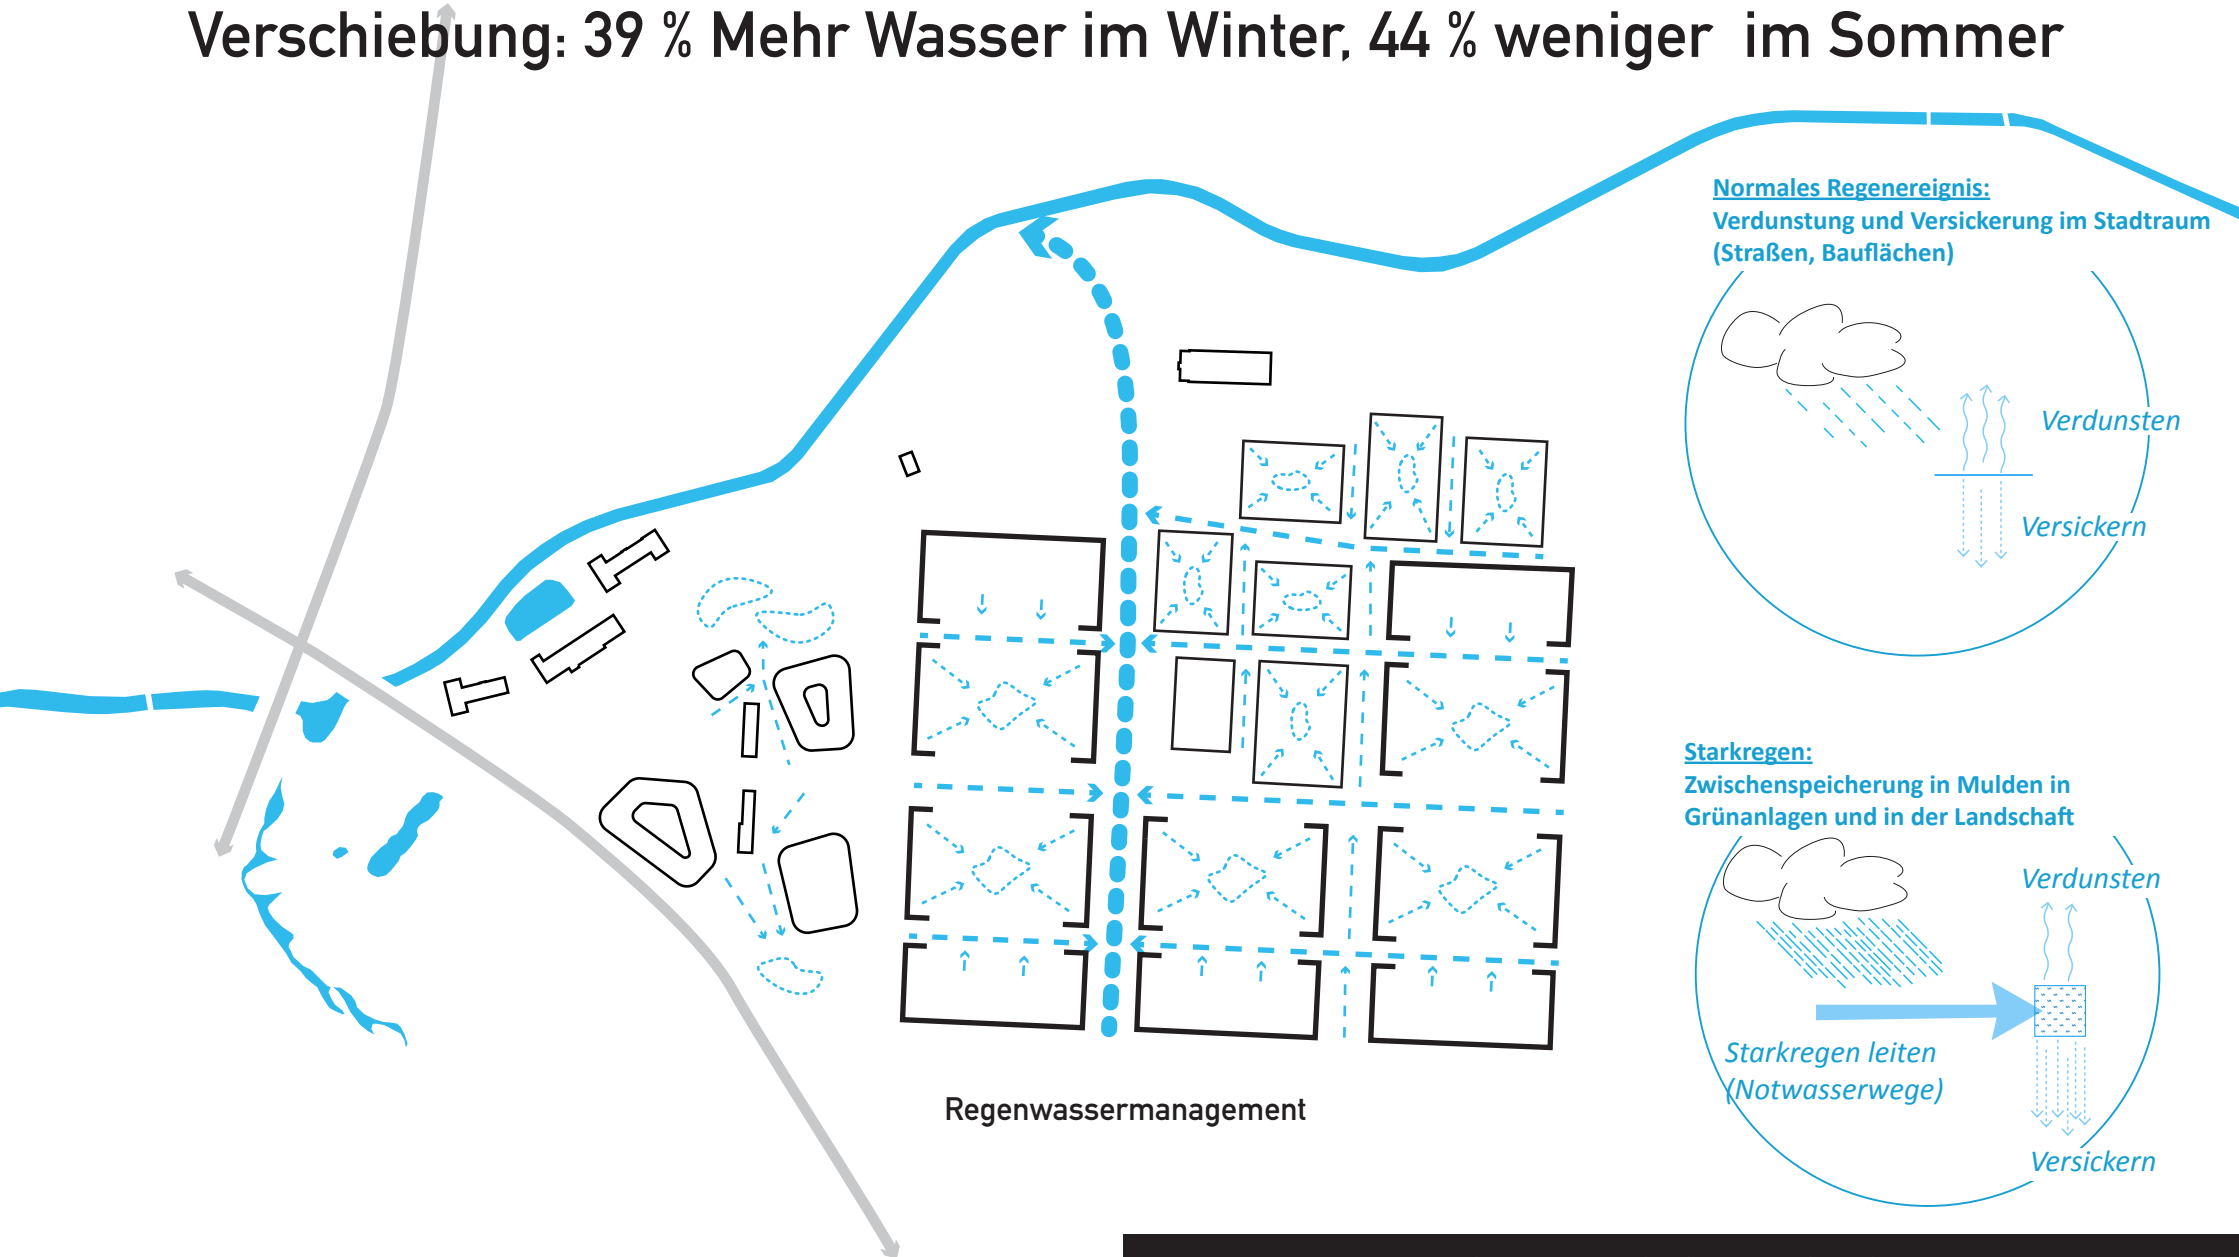 Verschiebung: 39 % Mehr Wasser im Winter, 44 % weniger im Sommer
Normales Regenereignis:
Verdunstung und Versickerung im Stadtraum
(Straßen, Bauflächen)
Verdunsten
Versickern
Starkregen:
Zwischenspeicherung in Mulden in
Grünanlagen und in der Landschaft
Verdunsten
Starkregen leiten
(Notwasserwege)
Versickern
Regenwassermanagement